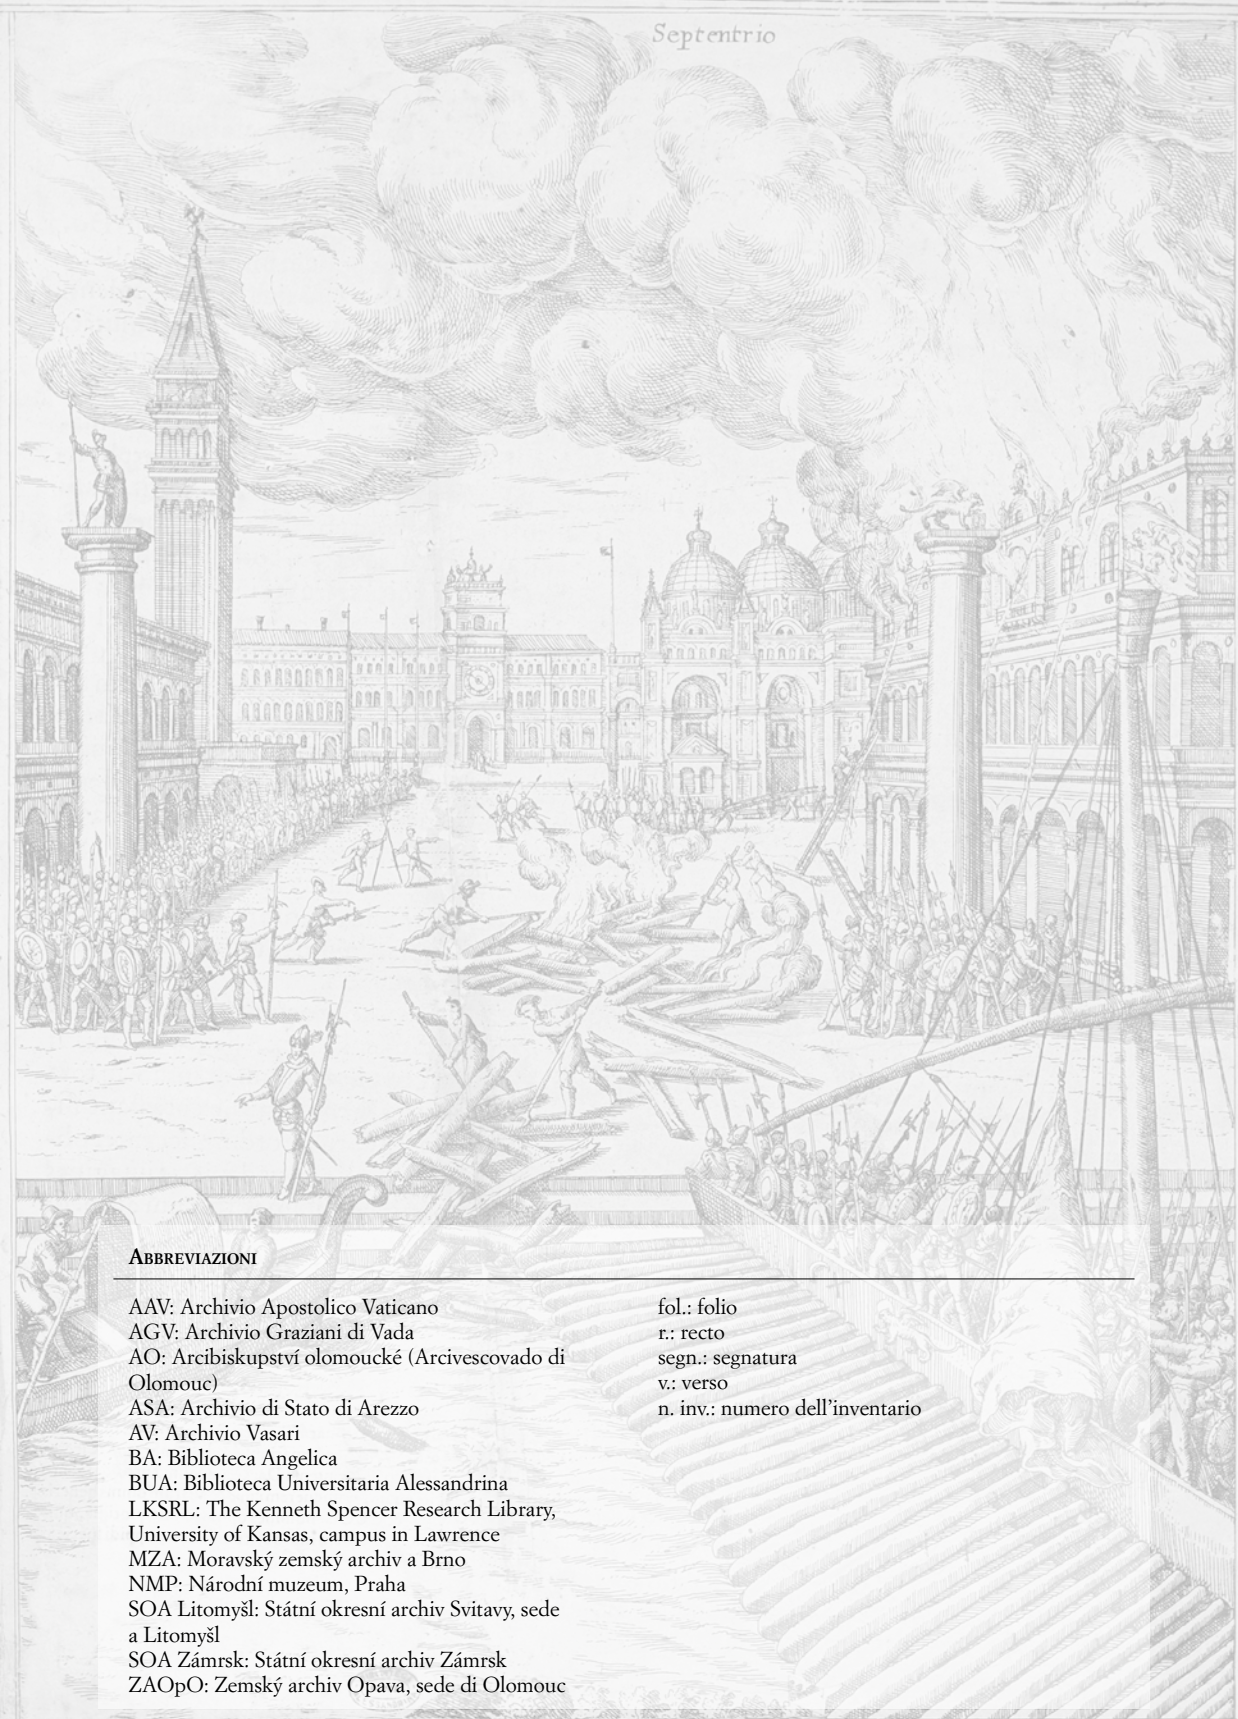 Septentrio
ABBREVIAZIONI
AAV: Archivio Apostolico Vaticano
AGV: Archivio Graziani di Vada
AO: Arcibiskupství olomoucké (Arcivescovado di
Olomouc)
ASA: Archivio di Stato di Arezzo
AV: Archivio Vasari
BA: Biblioteca Angelica
BUA: Biblioteca Universitaria Alessandrina
LKSRL: The Kenneth Spencer Research Library,
University of Kansas, campus in Lawrence
MZA: Moravský zemský archiv a Brno
NMP: Národní muzeum, Praha
SOA Litomyšl: Státní okresní archiv Svitavy, sede
a Litomyšl
SOA Zámrsk: Státní okresní archiv Zámrsk
ZAOpO: Zemský archiv Opava, sede di Olomouc
fol.: folio
r.: recto
segn.: segnatura
v.: verso
n. inv.: numero dell'inventario